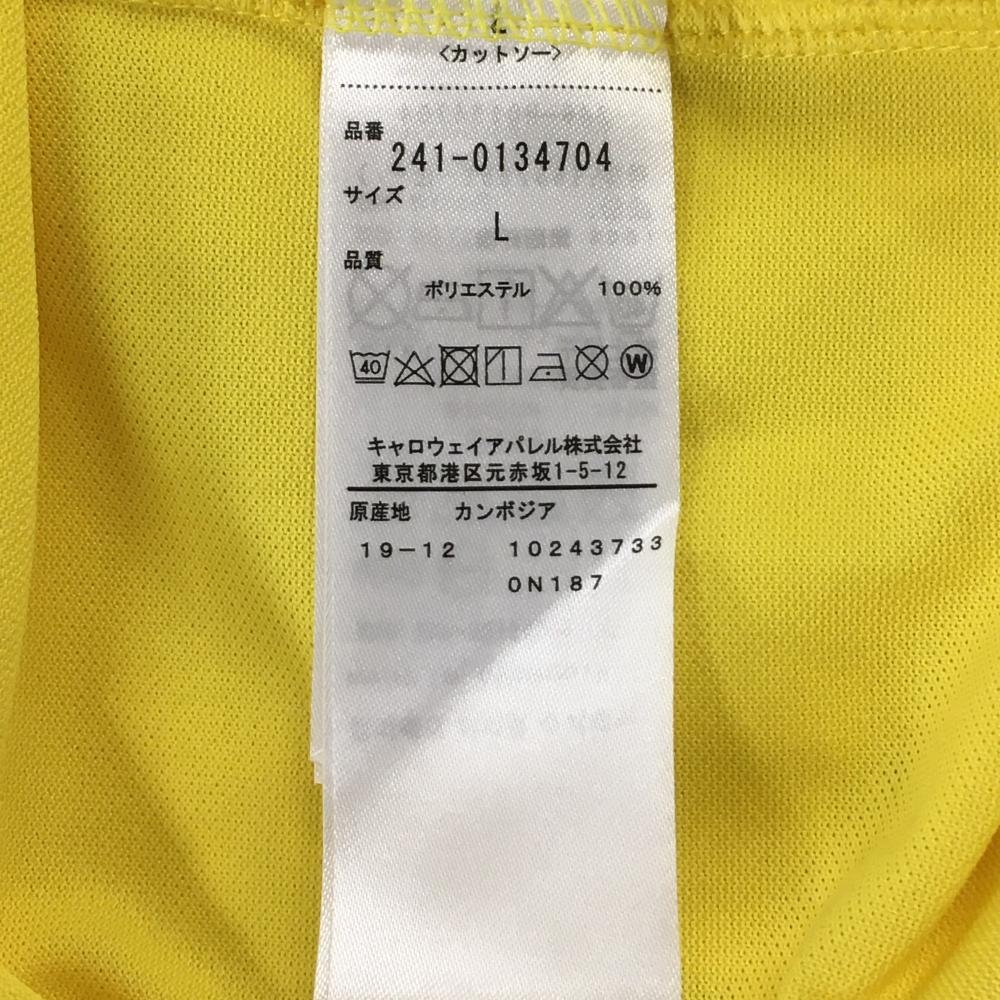 <カットソー>
品番
241-0134704
サイズ
L
品質
ポリエステル 100%
40 W
キャロウェイアパレル株式会社
東京都港区元赤坂1-5-12
原産地 カンボジア
19-12 10243733
0N187